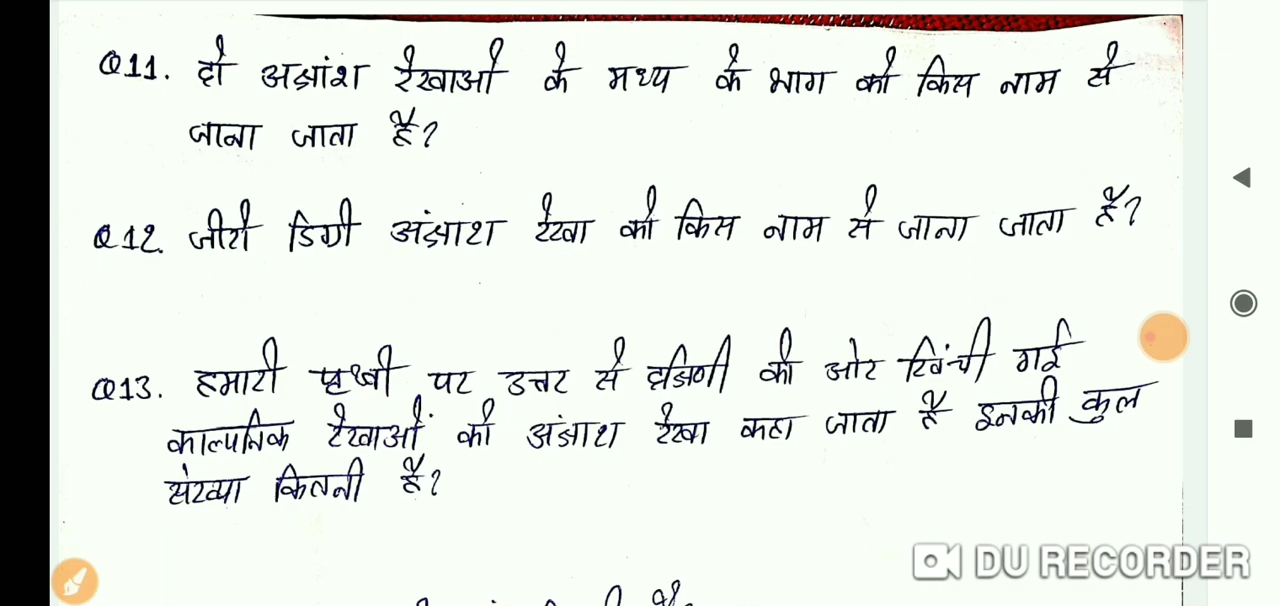 Q11. दो अक्षांश रेखाओं के मध्य के भाग को किस नाम से
जाना जाता है?
Q12. जीरो डिग्री अंक्षाश रेखा को किस नाम से जाना जाता है?
Q13. हमारी पृथ्वी पर उत्तर से दक्षिणी की ओर खिंची गई
काल्पनिक रेखाओं को अंक्षाश रेखा कहा जाता है इनकी कुल
संख्या कितनी है?
DU RECORDER